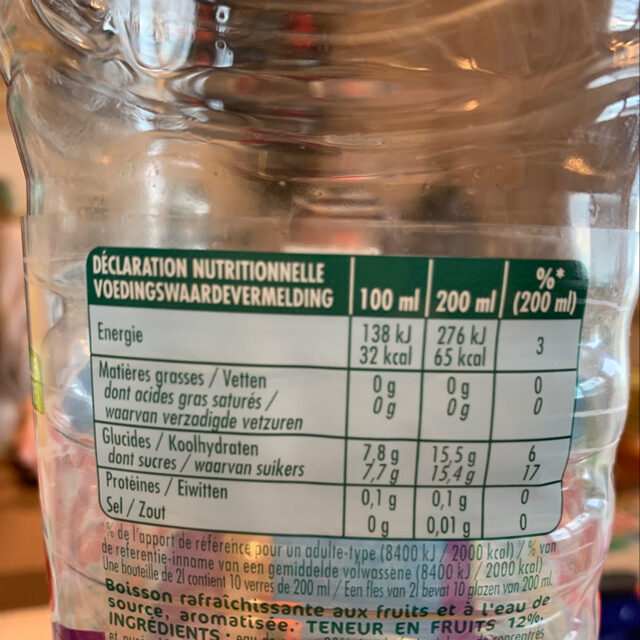 DÉCLARATION NUTRITIONNELLE
VOEDINGSWAARDEVERMELDING 100 ml 200 ml %* (200 ml)
Energie 138 kJ 276 kJ 3
32 kcal 65 kcal
Matières grasses / Vetten 0 g 0 g 0
dont acides gras saturés / 0 g 0 g 0
waarvan verzadigde vetzuren
Glucides / Koolhydraten 7,8 g 15,5 g 6
dont sucres / waarvan suikers 7,7 g 15,4 g 17
Protéines / Eiwitten 0,1 g 0,1 g 0
Sel / Zout 0 g 0,01 g 0
*% de l'apport de référence pour un adulte-type (8400 kJ / 2000 kcal) / % van
de referentie-inname van een gemiddelde volwassene (8400 kJ / 2000 kcal)
Une bouteille de 2l contient 10 verres de 200 ml / Een fles van 2l bevat 10 glazen van 200 ml.
Boisson rafraîchissante aux fruits et à l'eau de
source, aromatisée. TENEUR EN FRUITS 12%.
INGRÉDIENTS :